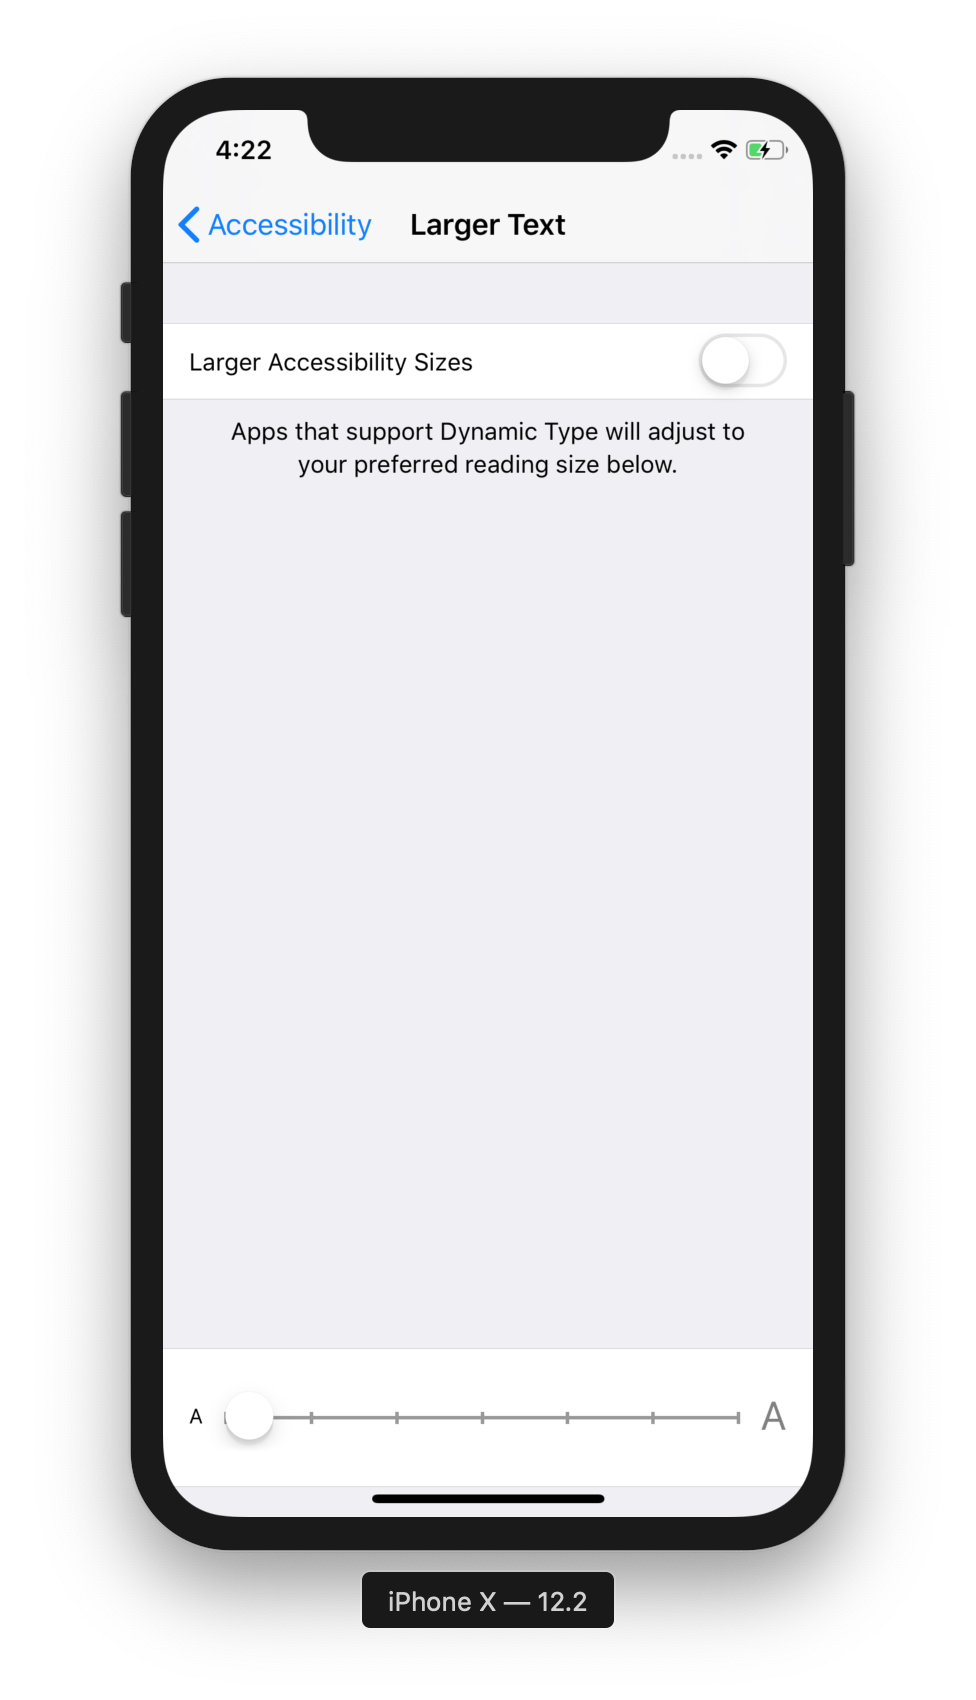 4:22
Accessibility Larger Text
Larger Accessibility Sizes
Apps that support Dynamic Type will adjust to
your preferred reading size below.
A A
iPhone X — 12.2